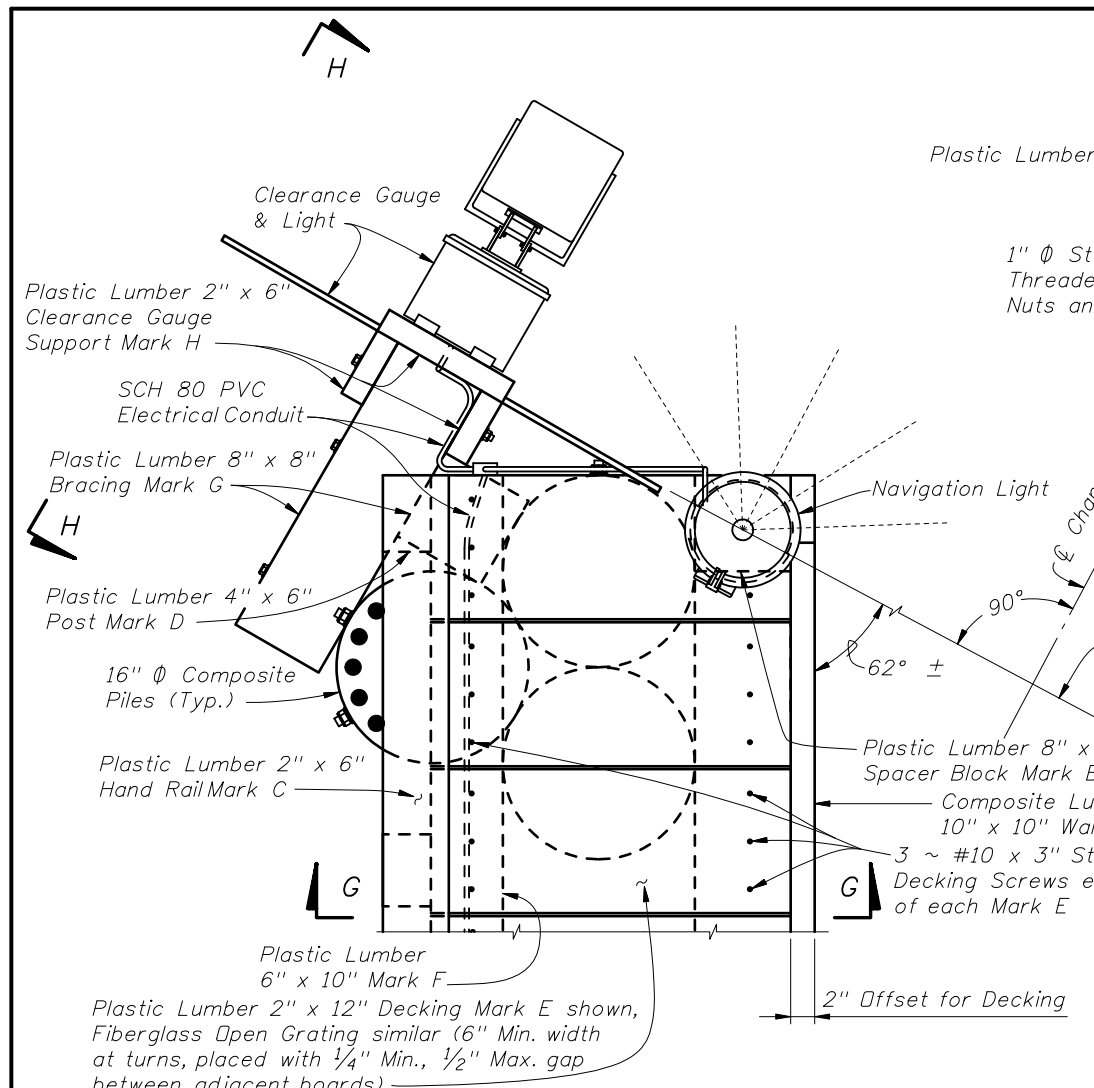 H
Plastic Lumber
Clearance Gauge
& Light
1" Φ St
Threade
Nuts an
Plastic Lumber 2" x 6"
Clearance Gauge
Support Mark H
SCH 80 PVC
Electrical Conduit
Plastic Lumber 8" x 8"
Bracing Mark G
Navigation Light
H
℄ Chan
Plastic Lumber 4" x 6"
Post Mark D
90°
16" Φ Composite
Piles (Typ.)
62° ±
Plastic Lumber 2" x 6"
Hand Rail Mark C
~
Plastic Lumber 8" x
Spacer Block Mark B
Composite Lu
10" x 10" Wal
3 ~ #10 x 3" St
Decking Screws e
of each Mark E
G
G
~
Plastic Lumber
6" x 10" Mark F
Plastic Lumber 2" x 12" Decking Mark E shown,
Fiberglass Open Grating similar (6" Min. width
at turns, placed with 1/4" Min., 1/2" Max. gap
between adjacent boards)
2" Offset for Decking